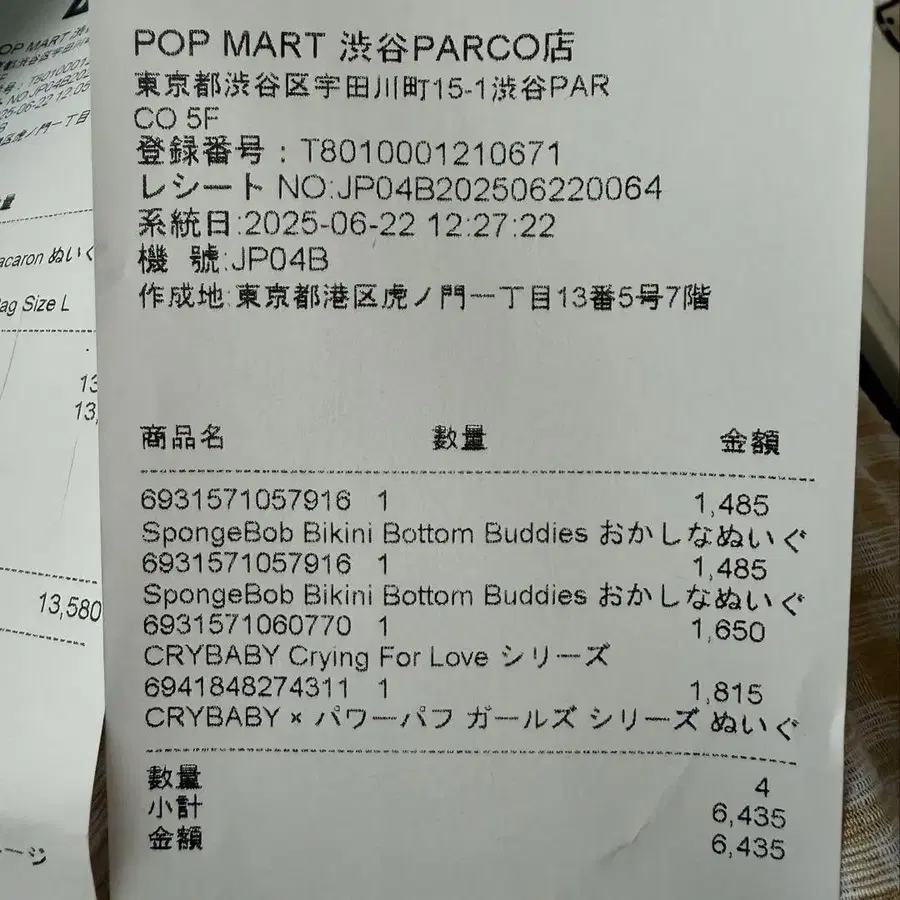 POP MART 渋谷PARCO店
東京都渋谷区宇田川町15-1渋谷PAR
CO 5F
登録番号：T8010001210671
レシート NO:JP04B202506220064
系統日:2025-06-22 12:27:22
機 號:JP04B
作成地:東京都港区虎ノ門一丁目13番5号7階
商品名 數量 金額
6931571057916 1 1,485
SpongeBob Bikini Bottom Buddies おかしなぬいぐ
6931571057916 1 1,485
SpongeBob Bikini Bottom Buddies おかしなぬいぐ
6931571060770 1 1,650
CRYBABY Crying For Love シリーズ
6941848274311 1 1,815
CRYBABY × パワーパフ ガールズ シリーズ ぬいぐ
數量 4
小計 6,435
金額 6,435
acaron ぬいぐ
ag Size L
13,580